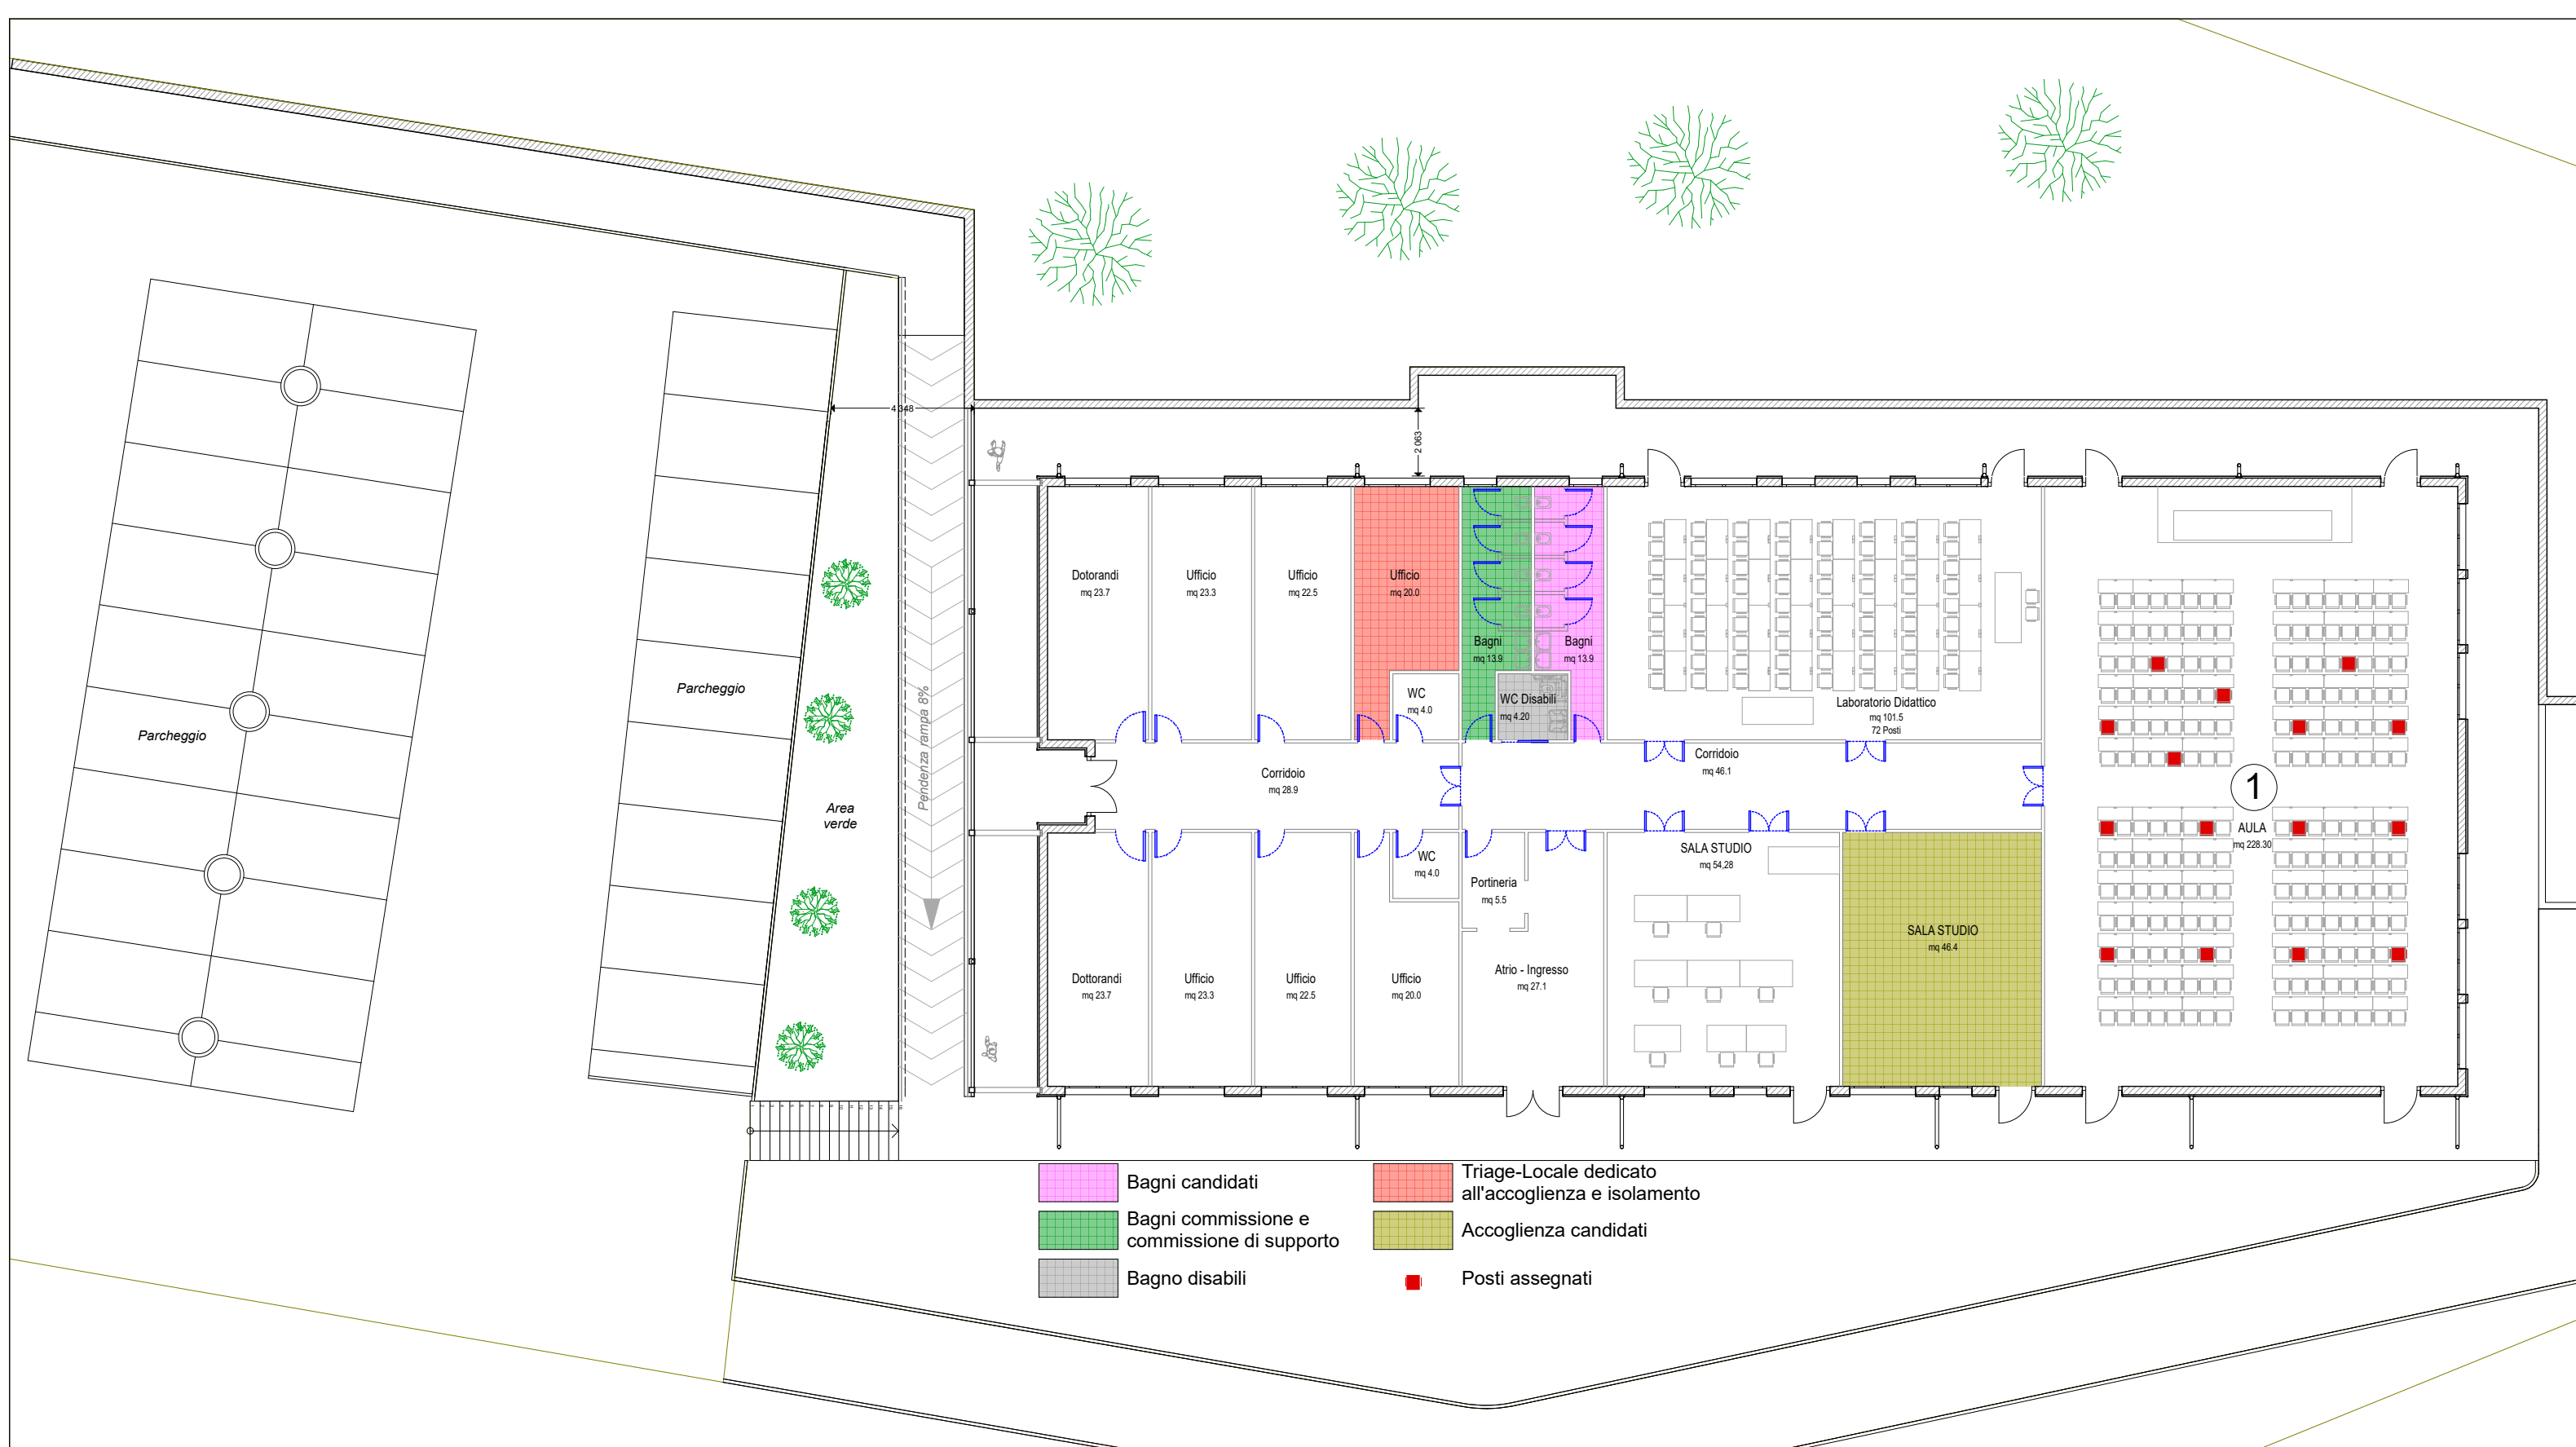 4 348
2 063
Dotorandi
mq 23.7
Ufficio
mq 23.3
Ufficio
mq 22.5
Ufficio
mq 20.0
Bagni
mq 13.9
Bagni
mq 13.9
WC
mq 4.0
WC Disabili
mq 4.20
Laboratorio Didattico
mq 101.5
72 Posti
Parcheggio
Parcheggio
Pendenza rampa 8%
Area
verde
Corridoio
mq 28.9
Corridoio
mq 46.1
1
AULA
mq 228.30
WC
mq 4.0
Portineria
mq 5.5
SALA STUDIO
mq 54,28
SALA STUDIO
mq 46.4
Dottorandi
mq 23.7
Ufficio
mq 23.3
Ufficio
mq 22.5
Ufficio
mq 20.0
Atrio - Ingresso
mq 27.1
Bagni candidati
Triage-Locale dedicato
all'accoglienza e isolamento
Bagni commissione e
commissione di supporto
Accoglienza candidati
Bagno disabili
Posti assegnati